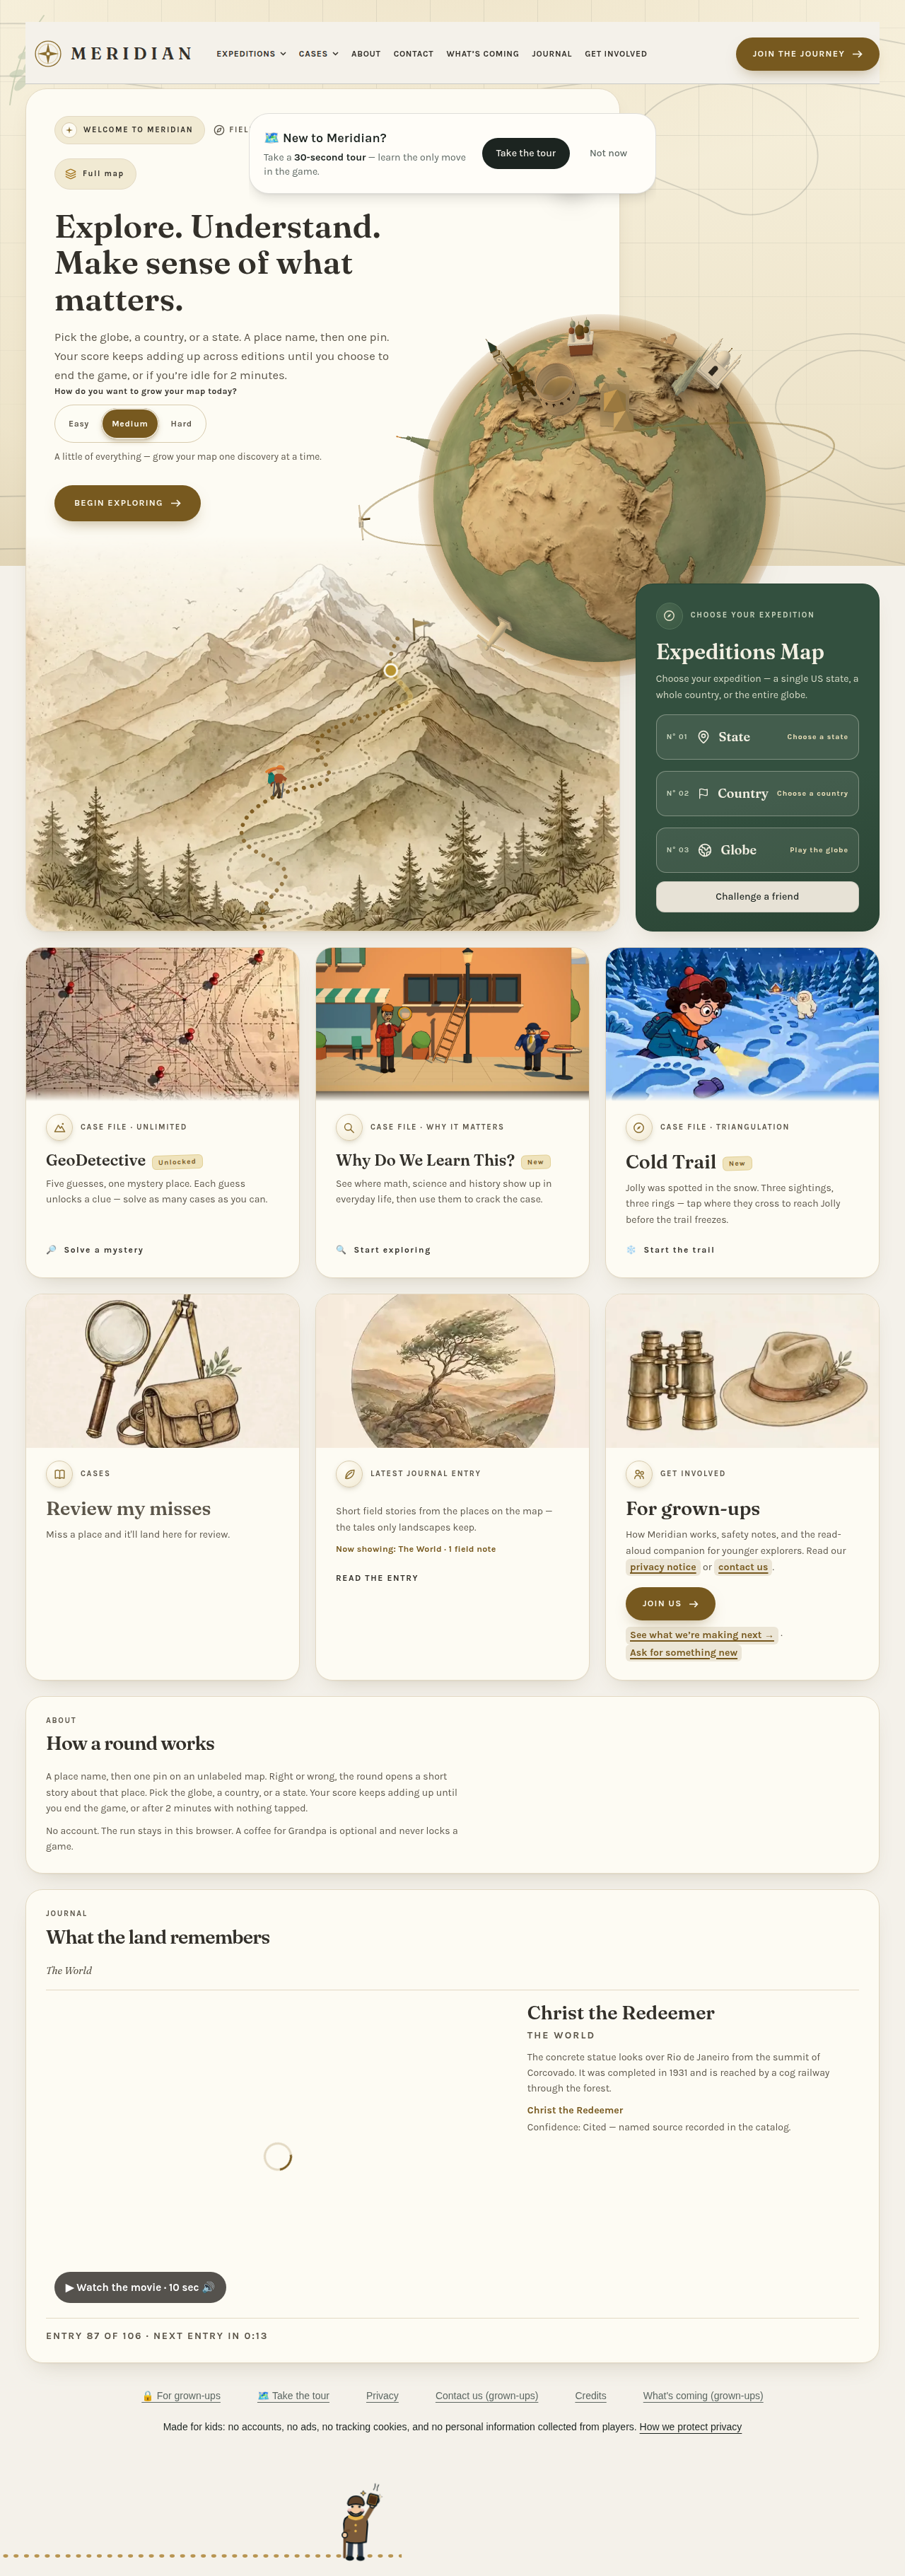 MERIDIAN
EXPEDITIONS CASES ABOUT CONTACT WHAT'S COMING JOURNAL GET INVOLVED
JOIN THE JOURNEY →
WELCOME TO MERIDIAN
Full map
🗺️ New to Meridian?
Take a 30-second tour — learn the only move
in the game.
Take the tour
Not now
Explore. Understand.
Make sense of what
matters.
Pick the globe, a country, or a state. A place name, then one pin.
Your score keeps adding up across editions until you choose to
end the game, or if you're idle for 2 minutes.
How do you want to grow your map today?
Easy Medium Hard
A little of everything — grow your map one discovery at a time.
BEGIN EXPLORING →
CHOOSE YOUR EXPEDITION
Expeditions Map
Choose your expedition — a single US state, a
whole country, or the entire globe.
N° 01 State Choose a state
N° 02 Country Choose a country
N° 03 Globe Play the globe
Challenge a friend
CASE FILE · UNLIMITED
GeoDetective Unlocked
Five guesses, one mystery place. Each guess
unlocks a clue — solve as many cases as you can.
🔎 Solve a mystery
CASE FILE · WHY IT MATTERS
Why Do We Learn This? New
See where math, science and history show up in
everyday life, then use them to crack the case.
🔍 Start exploring
CASE FILE · TRIANGULATION
Cold Trail New
Jolly was spotted in the snow. Three sightings,
three rings — tap where they cross to reach Jolly
before the trail freezes.
❄️ Start the trail
CASES
Review my misses
Miss a place and it'll land here for review.
LATEST JOURNAL ENTRY
Short field stories from the places on the map —
the tales only landscapes keep.
Now showing: The World · 1 field note
READ THE ENTRY
GET INVOLVED
For grown-ups
How Meridian works, safety notes, and the read-
aloud companion for younger explorers. Read our
privacy notice or contact us.
JOIN US →
See what we're making next → ·
Ask for something new
ABOUT
How a round works
A place name, then one pin on an unlabeled map. Right or wrong, the round opens a short
story about that place. Pick the globe, a country, or a state. Your score keeps adding up until
you end the game, or after 2 minutes with nothing tapped.
No account. The run stays in this browser. A coffee for Grandpa is optional and never locks a
game.
JOURNAL
What the land remembers
The World
Christ the Redeemer
THE WORLD
The concrete statue looks over Rio de Janeiro from the summit of
Corcovado. It was completed in 1931 and is reached by a cog railway
through the forest.
Christ the Redeemer
Confidence: Cited — named source recorded in the catalog.
▶ Watch the movie · 10 sec 🔊
ENTRY 87 OF 106 · NEXT ENTRY IN 0:13
🔒 For grown-ups 🗺️ Take the tour Privacy Contact us (grown-ups) Credits What's coming (grown-ups)
Made for kids: no accounts, no ads, no tracking cookies, and no personal information collected from players. How we protect privacy